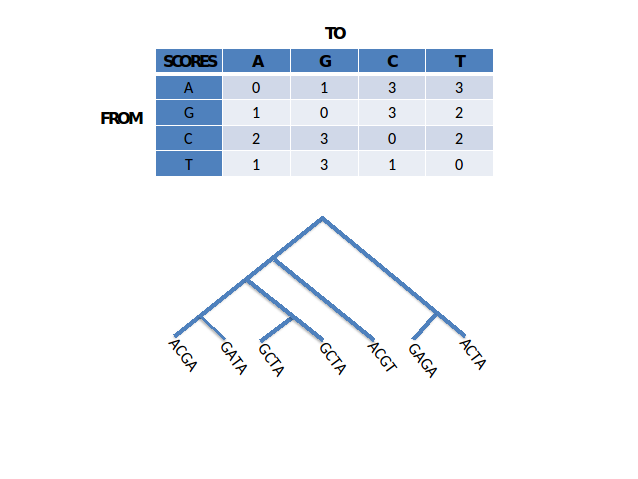 TO
SCORES A G C T
A 0 1 3 3
G 1 0 3 2
FROM
C 2 3 0 2
T 1 3 1 0
ACGA GATA GCTA GCTA ACGT GAGA ACTA